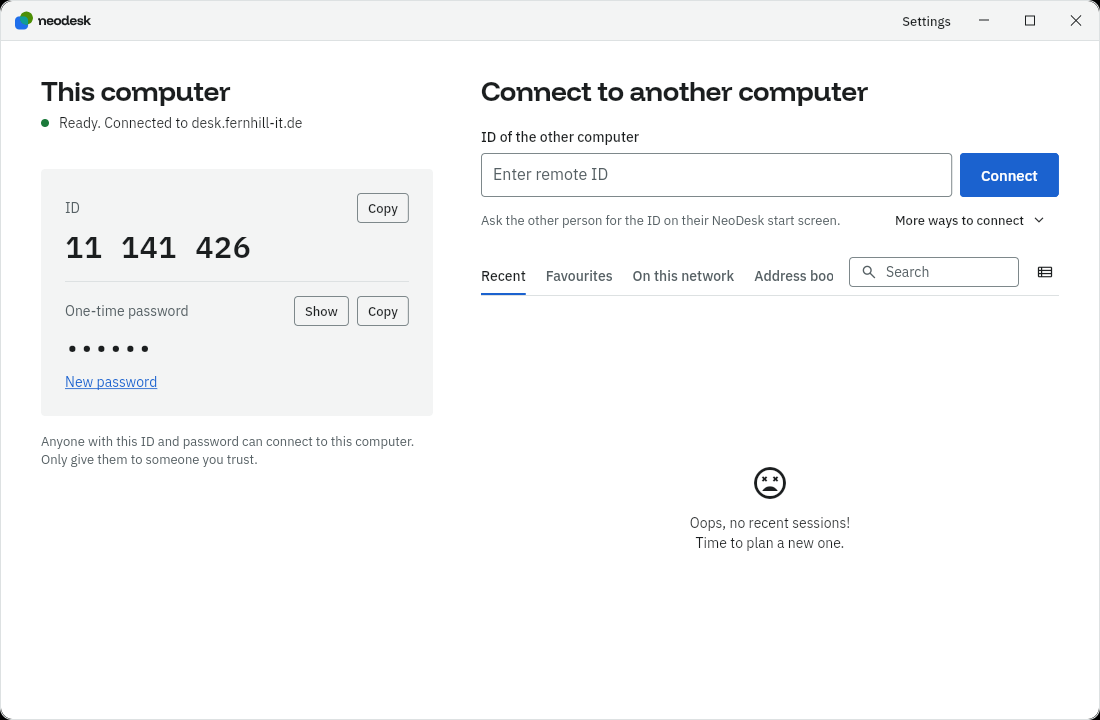 neodesk
Settings
This computer
Ready. Connected to desk.fernhill-it.de
ID
Copy
11 141 426
One-time password
Show
Copy
New password
Anyone with this ID and password can connect to this computer.
Only give them to someone you trust.
Connect to another computer
ID of the other computer
Enter remote ID
Connect
Ask the other person for the ID on their NeoDesk start screen.
More ways to connect
Recent
Favourites
On this network
Address boo
Search
Oops, no recent sessions!
Time to plan a new one.